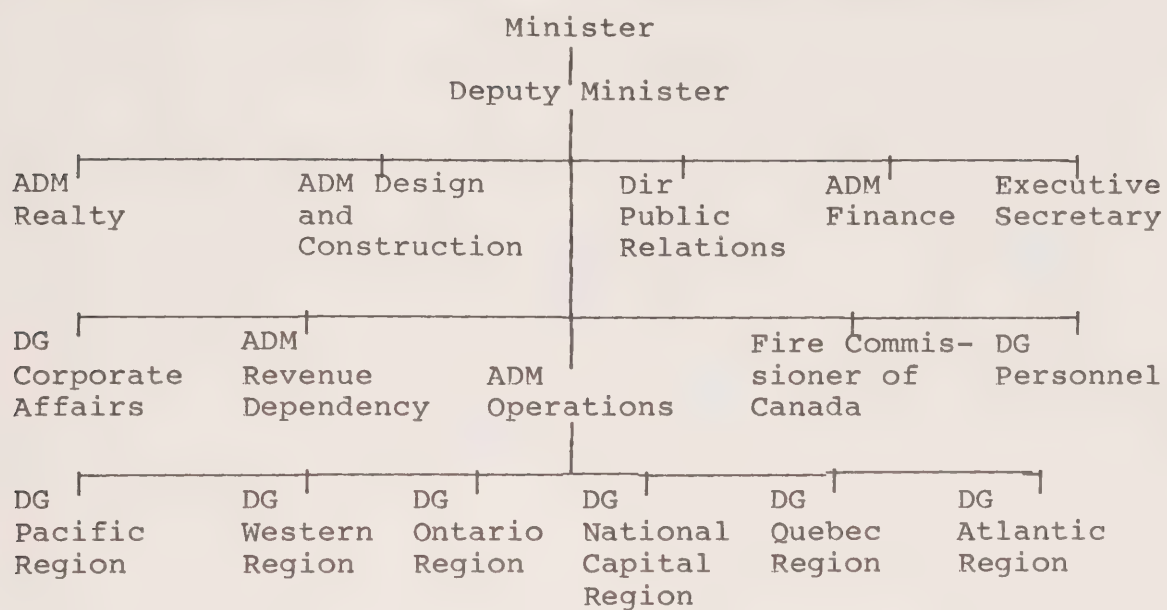 Minister
Deputy Minister
ADM
Realty
ADM Design
and
Construction
Dir
Public
Relations
ADM
Finance
Executive
Secretary
DG
Corporate
Affairs
ADM
Revenue
Dependency
ADM
Operations
Fire Commis-
sioner of
Canada
DG
Personnel
DG
Pacific
Region
DG
Western
Region
DG
Ontario
Region
DG
National
Capital
Region
DG
Quebec
Region
DG
Atlantic
Region